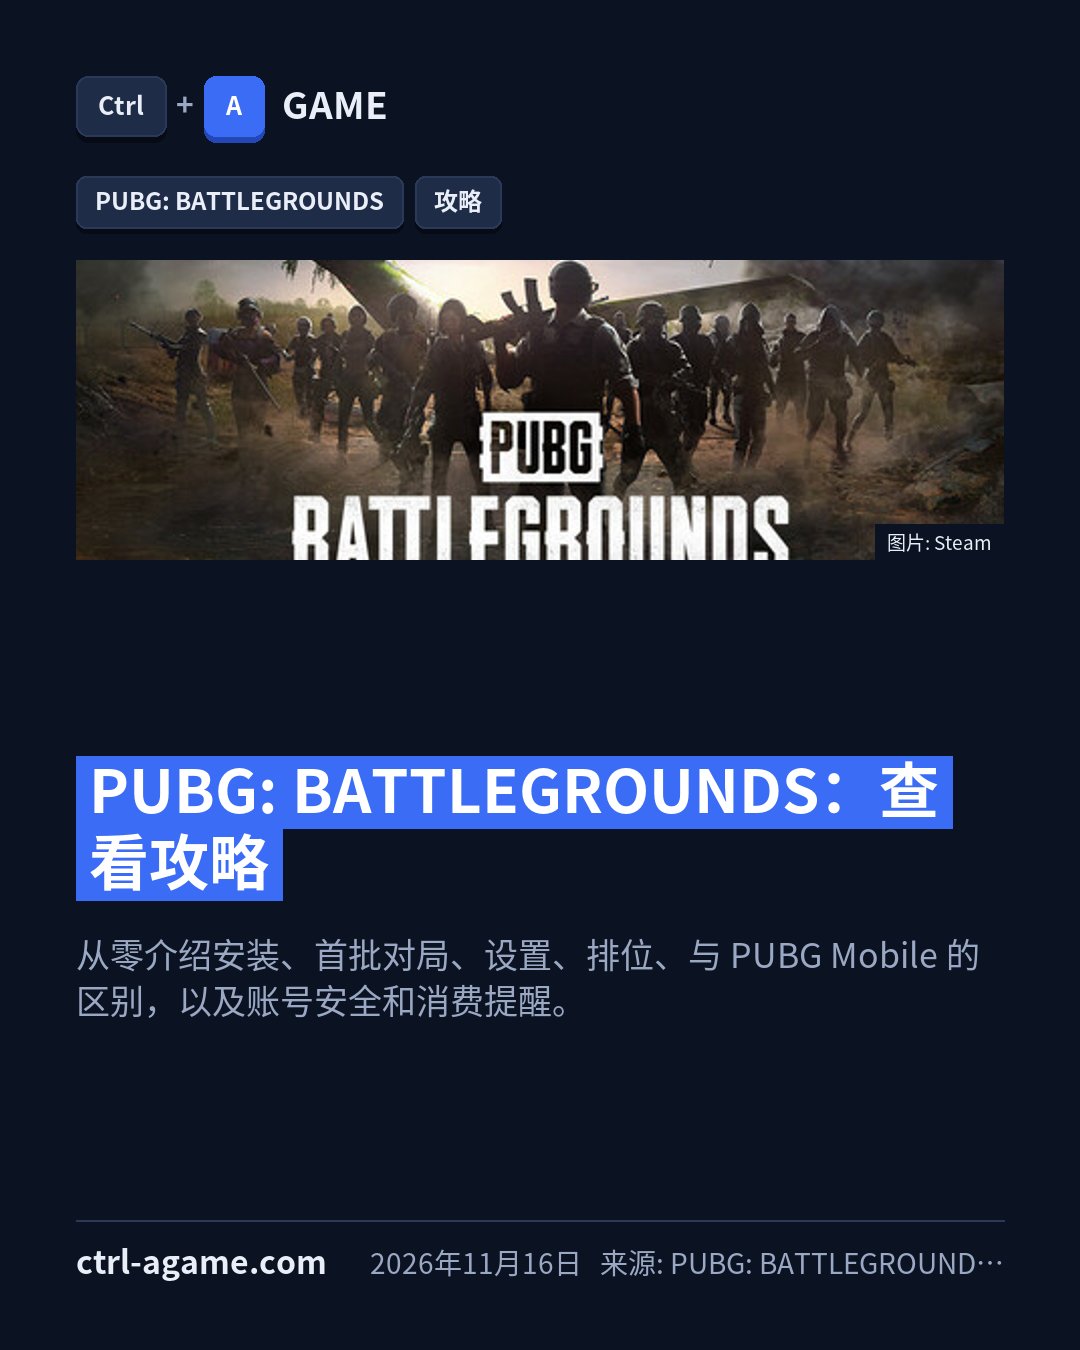 Ctrl + A GAME
PUBG: BATTLEGROUNDS 攻略
PUBG
BATTLEGROUNDS
图片: Steam
PUBG: BATTLEGROUNDS：查
看攻略
从零介绍安装、首批对局、设置、排位、与 PUBG Mobile 的
区别，以及账号安全和消费提醒。
ctrl-agame.com 2026年11月16日 来源: PUBG: BATTLEGROUND…